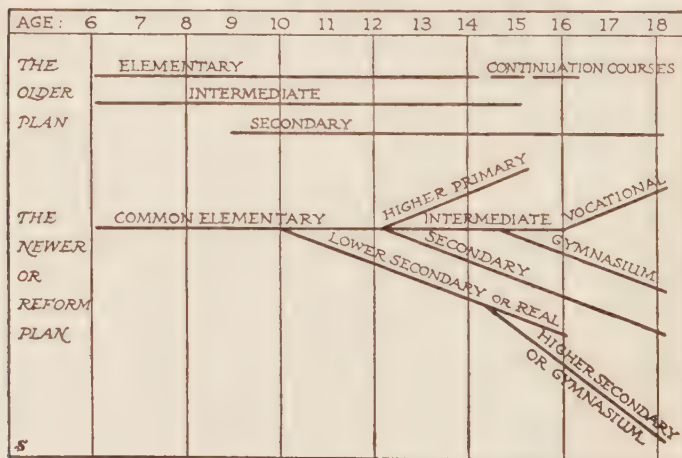 AGE: 6 7 8 9 10 11 12 13 14 15 16 17 18
THE
OLDER
PLAN
ELEMENTARY
CONTINUATION COURSES
INTERMEDIATE
SECONDARY
THE
NEWER
OR
REFORM
PLAN
COMMON ELEMENTARY
HIGHER PRIMARY
INTERMEDIATE
VOCATIONAL
GYMNASIUM
SECONDARY
LOWER SECONDARY OR REAL
HIGHER SECONDARY
OR GYMNASIUM
S